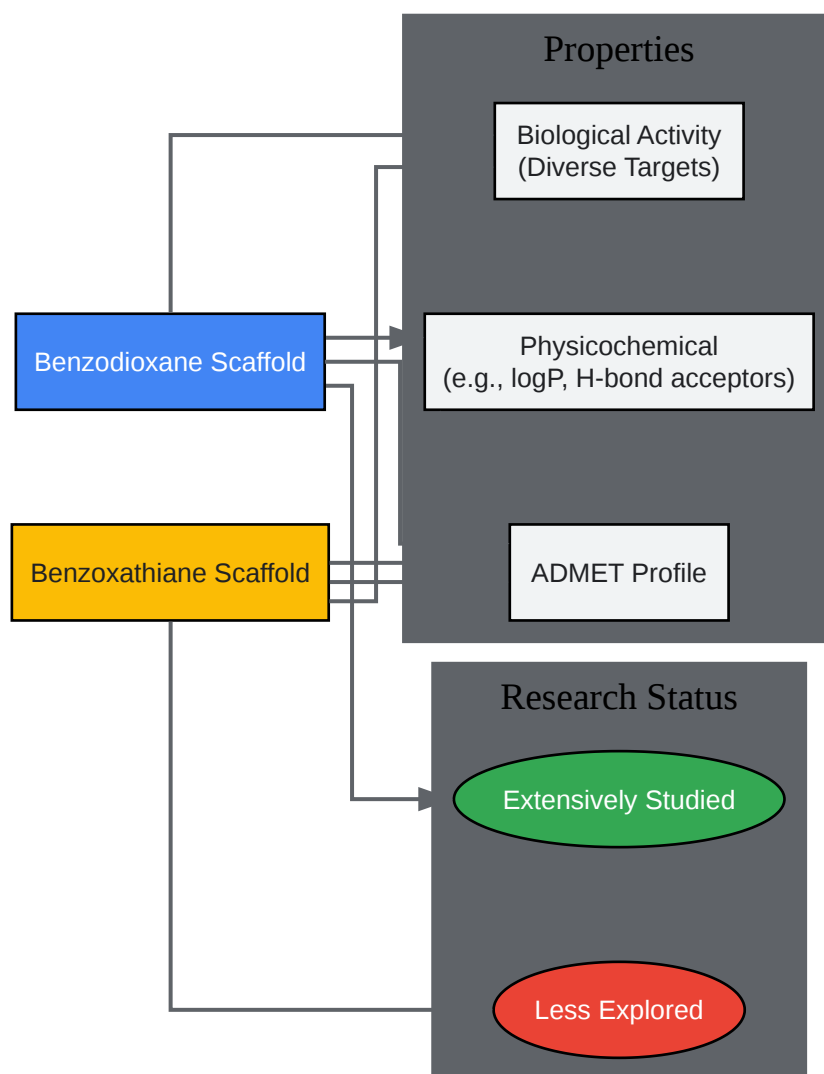 Properties
Biological Activity
(Diverse Targets)
Benzodioxane Scaffold
Physicochemical
(e.g., logP, H-bond acceptors)
Benzoxathiane Scaffold
ADMET Profile
Research Status
Extensively Studied
Less Explored